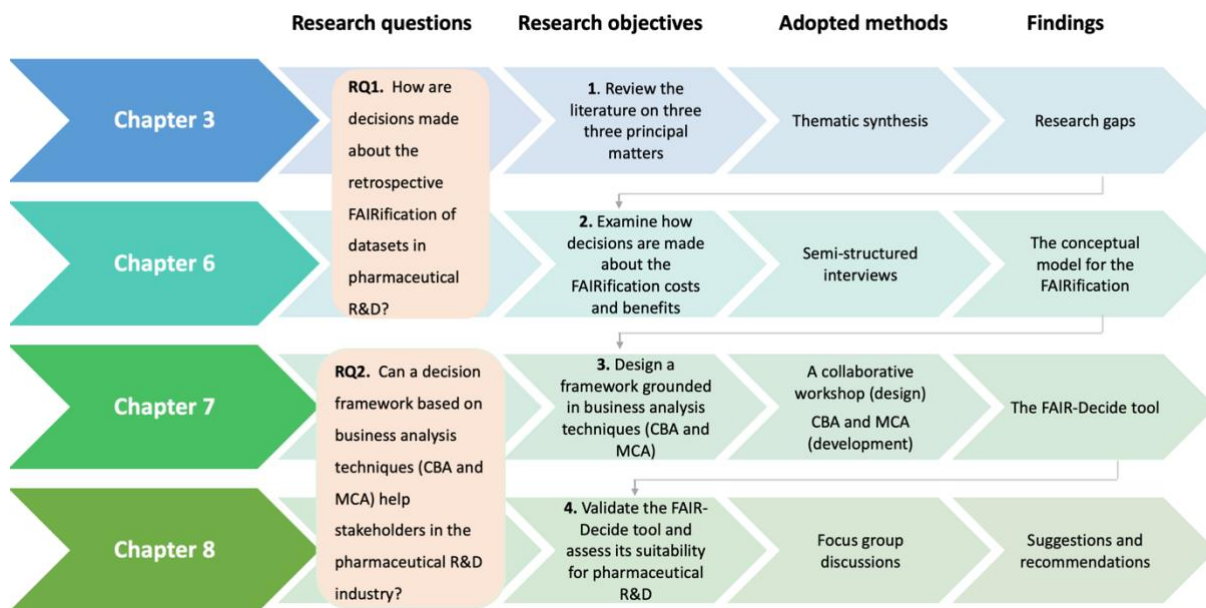 Research questions
Research objectives
Adopted methods
Findings
Chapter 3
RQ1. How are
decisions made
about the
retrospective
FAIRification of
datasets in
pharmaceutical
R&D?
1. Review the
literature on three
three principal
matters
Thematic synthesis
Research gaps
Chapter 6
2. Examine how
decisions are made
about the
FAIRification costs
and benefits
Semi-structured
interviews
The conceptual
model for the
FAIRification
Chapter 7
RQ2. Can a decision
framework based on
business analysis
techniques (CBA and
MCA) help
stakeholders in the
pharmaceutical R&D
industry?
3. Design a
framework grounded
in business analysis
techniques (CBA and
MCA)
A collaborative
workshop (design)
CBA and MCA
(development)
The FAIR-Decide tool
Chapter 8
4. Validate the FAIR-
Decide tool and
assess its suitability
for pharmaceutical
R&D
Focus group
discussions
Suggestions and
recommendations